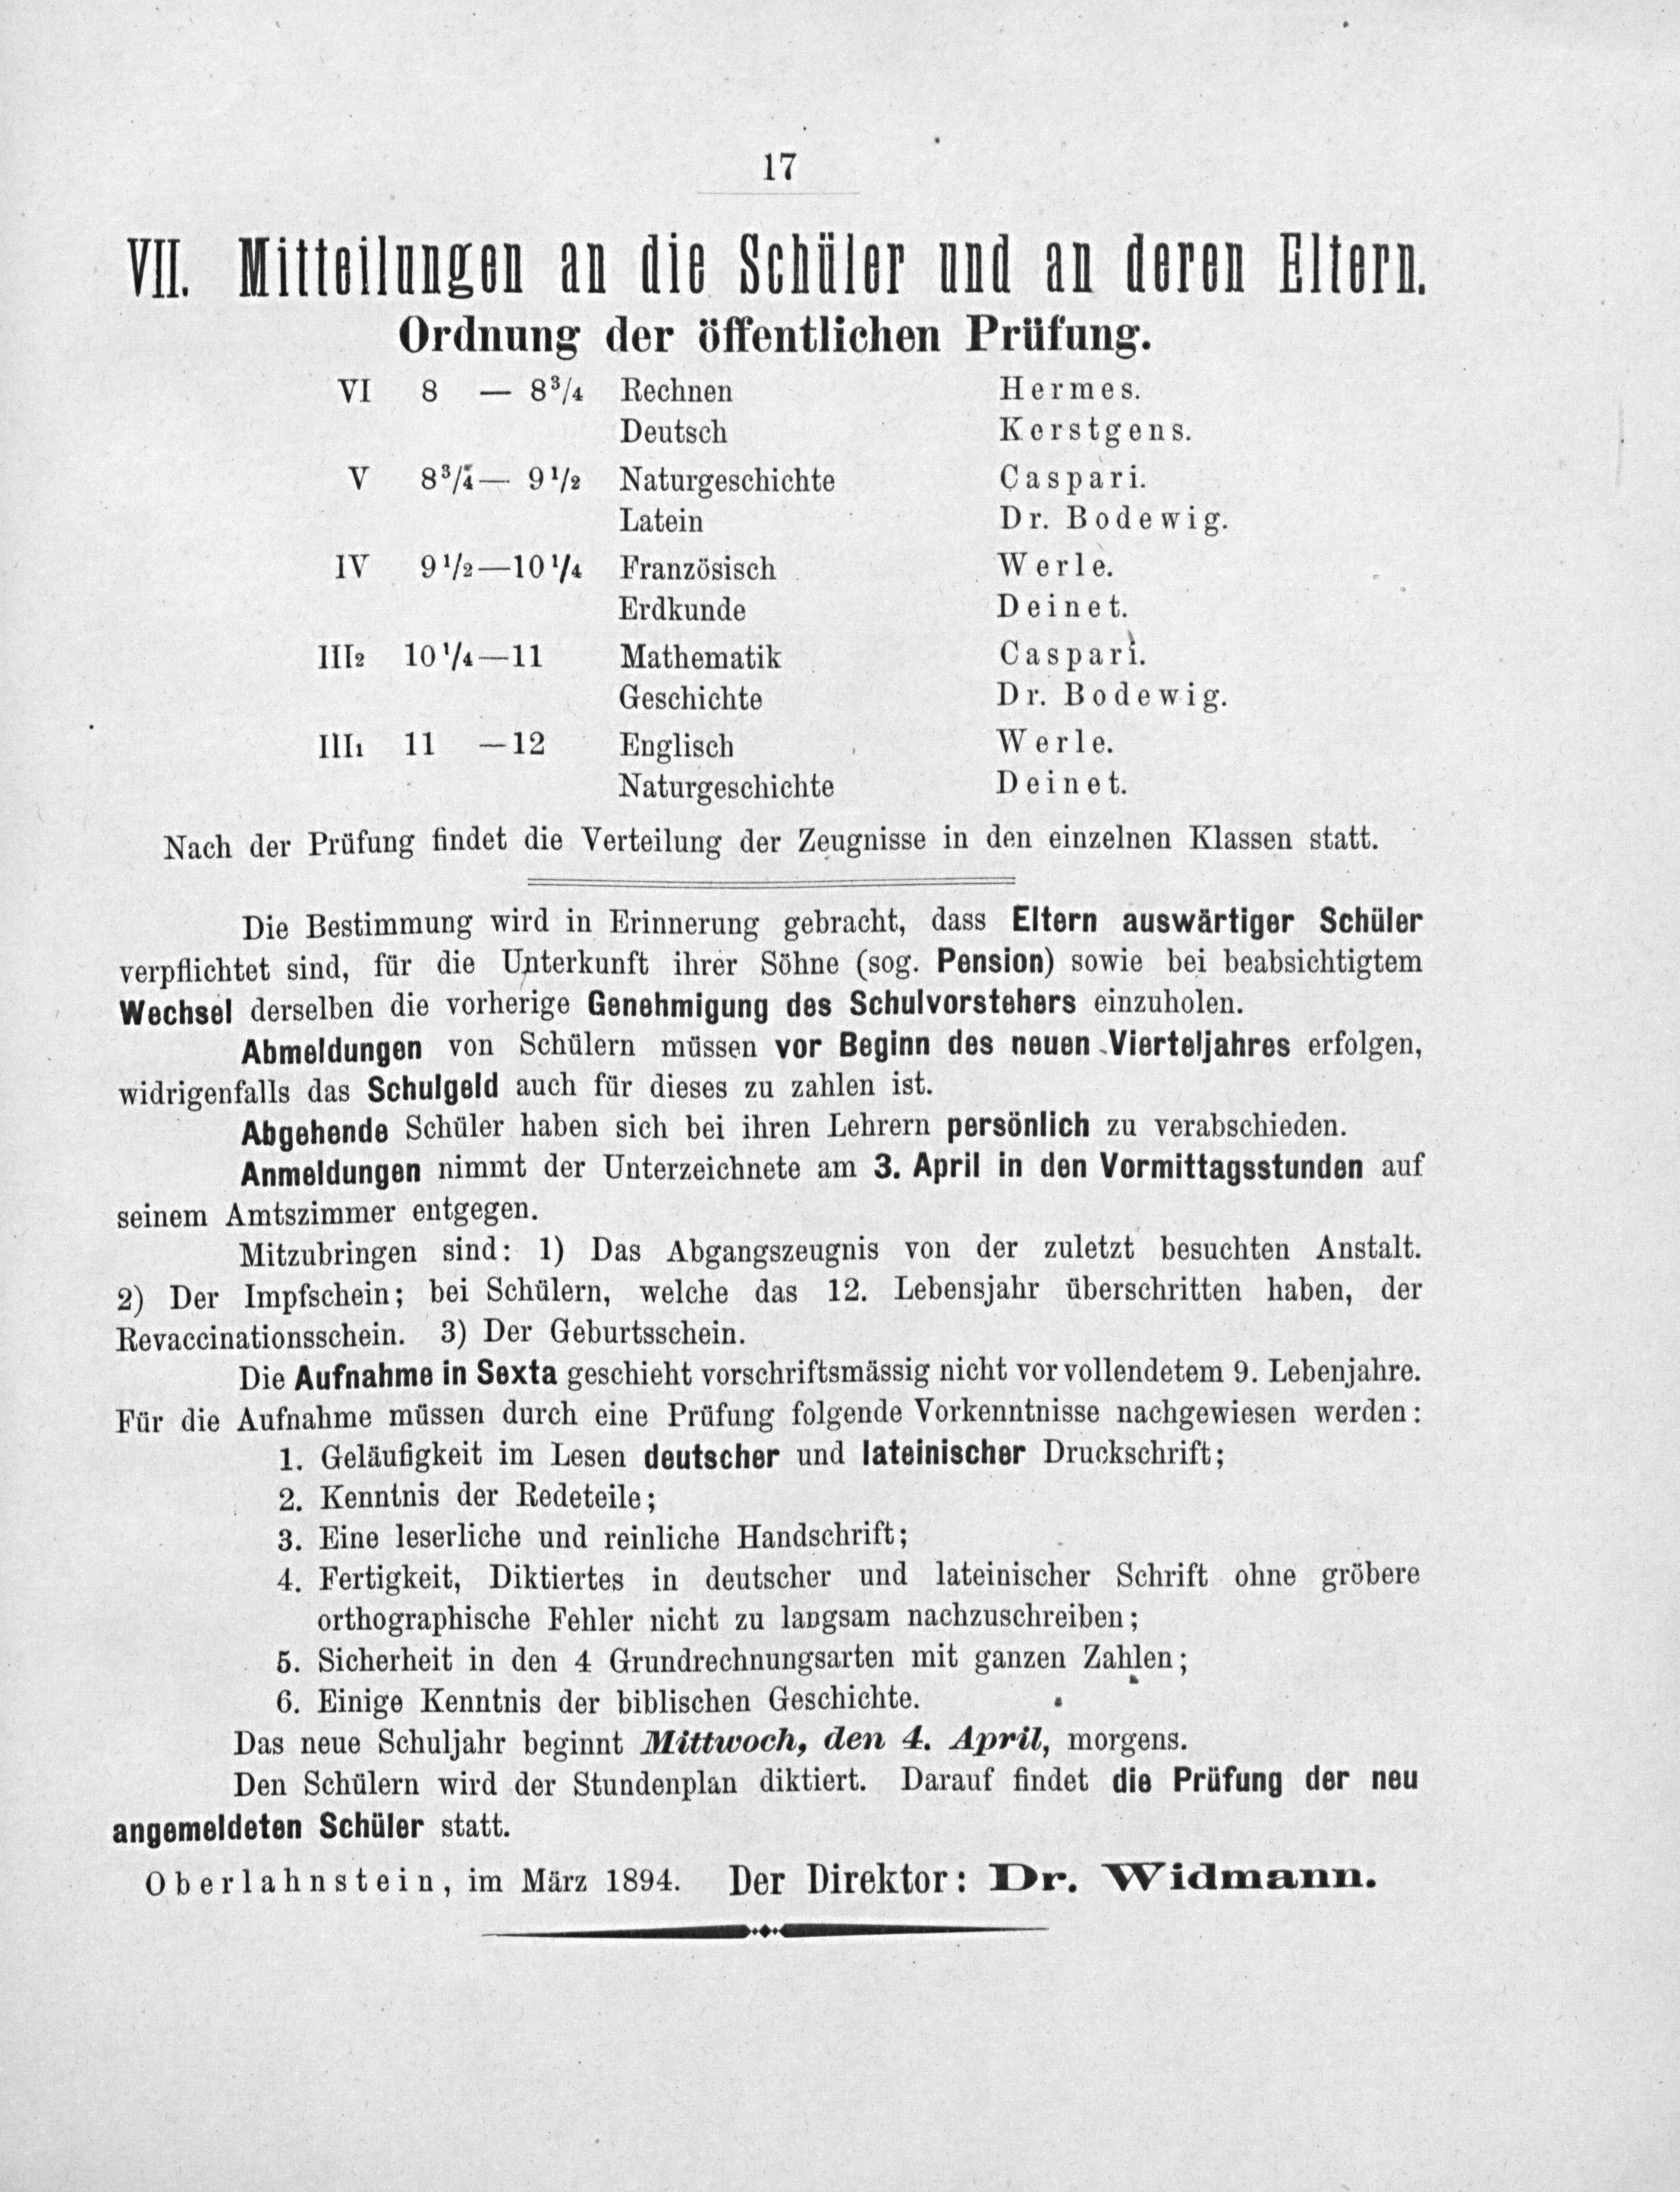 17
VII. Mitteilungen an die Schüler und an deren Eltern.
Ordnung der öffentlichen Prüfung.
VI 8 — 8 3/4 Rechnen Hermes.
Deutsch Kerstgens.
V 8 3/4 — 9 1/2 Naturgeschichte Caspari.
Latein Dr. Bodewig.
IV 9 1/2—10 1/4 Französisch Werle.
Erdkunde Deinet.
III2 10 1/4—11 Mathematik Caspari.
Geschichte Dr. Bodewig.
III1 11 —12 Englisch Werle.
Naturgeschichte Deinet.
Nach der Prüfung findet die Verteilung der Zeugnisse in den einzelnen Klassen statt.
Die Bestimmung wird in Erinnerung gebracht, dass Eltern auswärtiger Schüler
verpflichtet sind, für die Unterkunft ihrer Söhne (sog. Pension) sowie bei beabsichtigtem
Wechsel derselben die vorherige Genehmigung des Schulvorstehers einzuholen.
Abmeldungen von Schülern müssen vor Beginn des neuen Vierteljahres erfolgen,
widrigenfalls das Schulgeld auch für dieses zu zahlen ist.
Abgehende Schüler haben sich bei ihren Lehrern persönlich zu verabschieden.
Anmeldungen nimmt der Unterzeichnete am 3. April in den Vormittagsstunden auf
seinem Amtszimmer entgegen.
Mitzubringen sind: 1) Das Abgangszeugnis von der zuletzt besuchten Anstalt.
2) Der Impfschein; bei Schülern, welche das 12. Lebensjahr überschritten haben, der
Revaccinationsschein. 3) Der Geburtsschein.
Die Aufnahme in Sexta geschieht vorschriftsmässig nicht vor vollendetem 9. Lebenjahre.
Für die Aufnahme müssen durch eine Prüfung folgende Vorkenntnisse nachgewiesen werden:
1. Geläufigkeit im Lesen deutscher und lateinischer Druckschrift;
2. Kenntnis der Redeteile;
3. Eine leserliche und reinliche Handschrift;
4. Fertigkeit, Diktiertes in deutscher und lateinischer Schrift ohne gröbere
orthographische Fehler nicht zu langsam nachzuschreiben;
5. Sicherheit in den 4 Grundrechnungsarten mit ganzen Zahlen;
6. Einige Kenntnis der biblischen Geschichte.
Das neue Schuljahr beginnt Mittwoch, den 4. April, morgens.
Den Schülern wird der Stundenplan diktiert. Darauf findet die Prüfung der neu
angemeldeten Schüler statt.
Oberlahnstein, im März 1894. Der Direktor: Dr. Widmann.